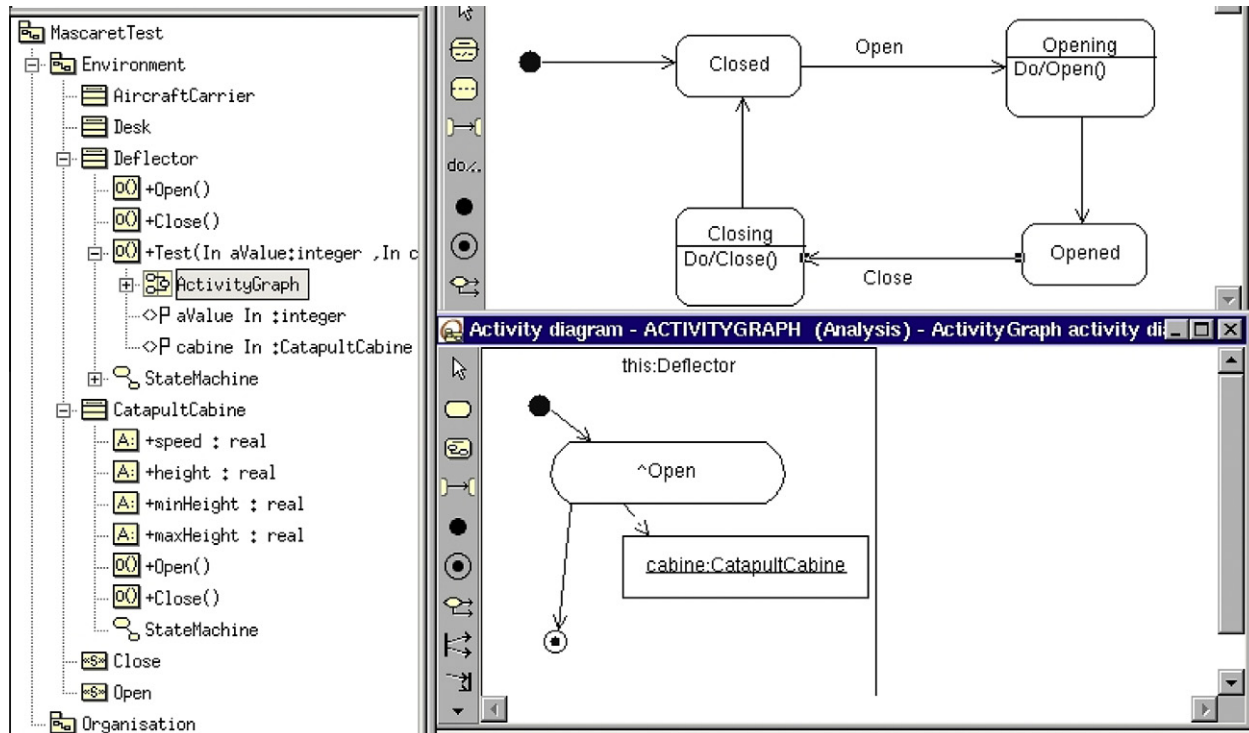 MascaretTest
Environment
AircraftCarrier
Desk
Deflector
O() +Open()
O() +Close()
O() +Test(In aValue:integer ,In c
ActivityGraph
P aValue In :integer
P cabine In :CatapultCabine
StateMachine
CatapultCabine
A: +speed : real
A: +height : real
A: +minHeight : real
A: +maxHeight : real
O() +Open()
O() +Close()
StateMachine
«S» Close
«S» Open
Organisation
do/.
Closed
Open
Opening
Do/Open()
Closing
Do/Close()
Close
Opened
Activity diagram - ACTIVITYGRAPH (Analysis) - ActivityGraph activity di
this:Deflector
^Open
cabine:CatapultCabine